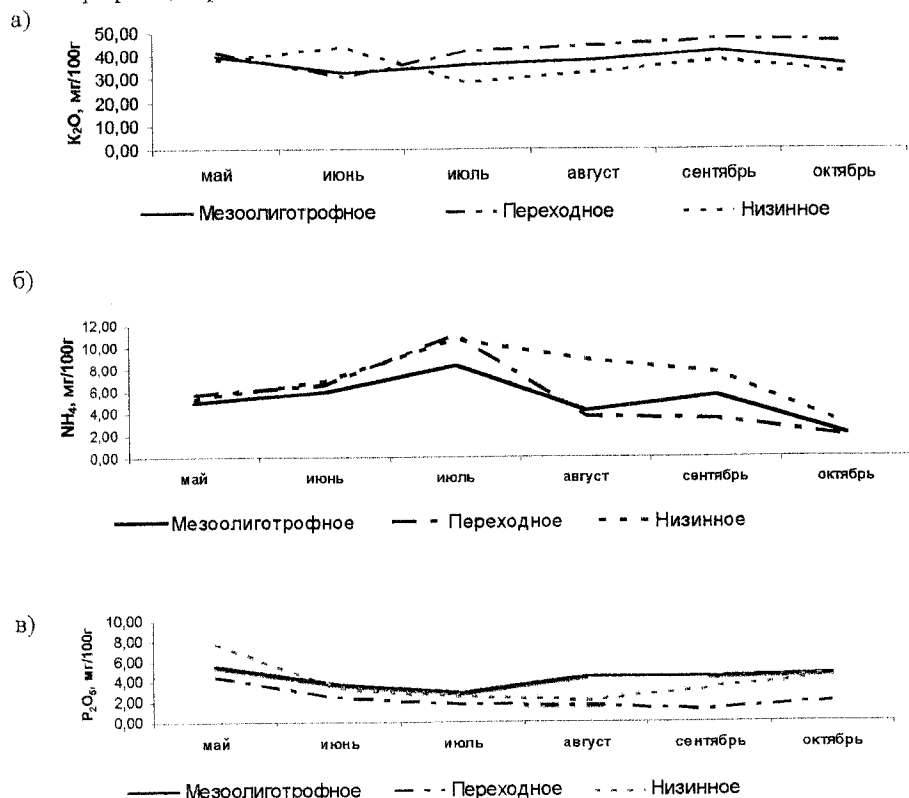 а)
50,00
40,00
30,00
20,00
10,00
0,00
K₂O, мг/100г
май июнь июль август сентябрь октябрь
Мезоолиготрофное Переходное Низинное
б)
12,00
10,00
8,00
6,00
4,00
2,00
0,00
NH₄, мг/100г
май июнь июль август сентябрь октябрь
Мезоолиготрофное Переходное Низинное
в)
10,00
8,00
6,00
4,00
2,00
0,00
P₂O₅, мг/100г
май июнь июль август сентябрь октябрь
Мезоолиготрофное Переходное Низинное